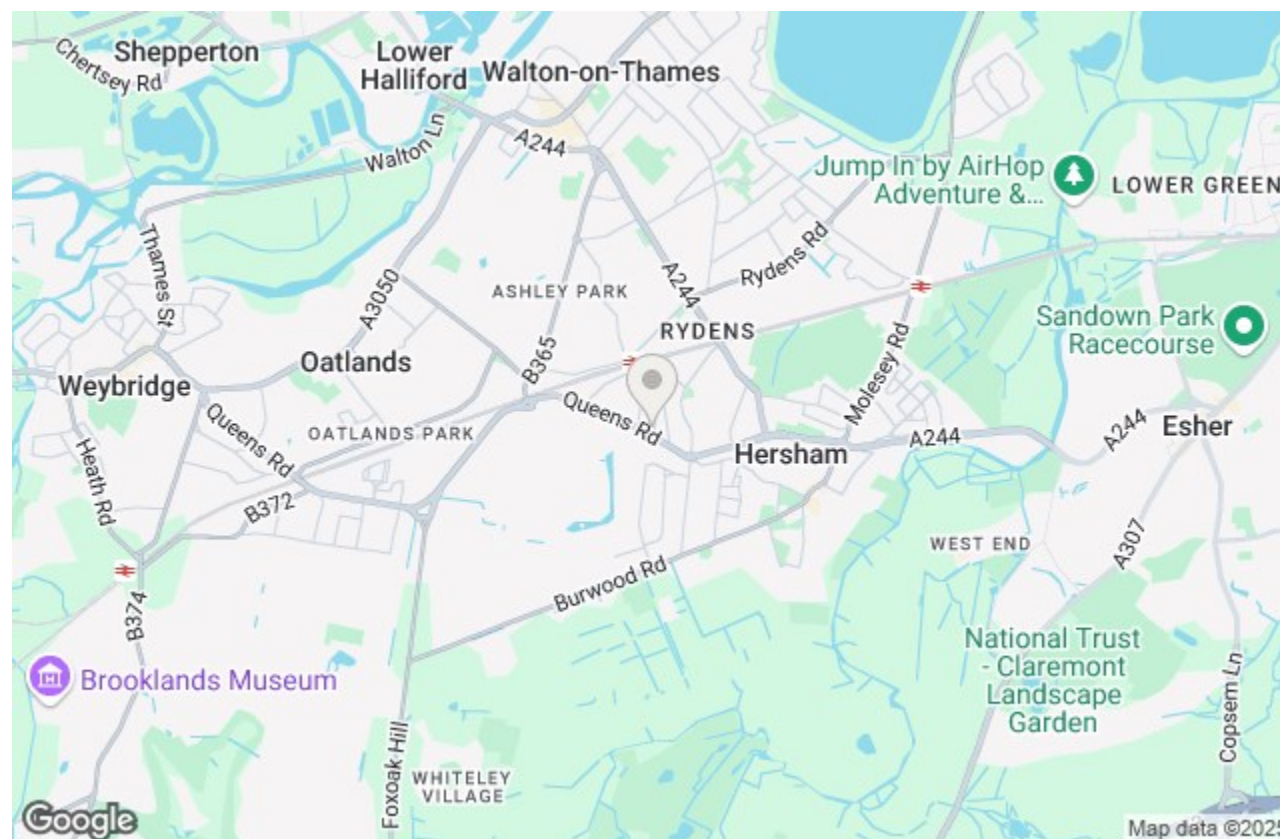 Shepperton
Chertsey Rd
Lower
Halliford
Walton-on-Thames
A244
Walton Ln
Jump In by AirHop
Adventure &...
LOWER GREEN
Thames St
A3050
ASHLEY PARK
A244
Rydens Rd
RYDENS
Sandown Park
Racecourse
Oatlands
B365
Weybridge
Queens Rd
OATLANDS PARK
Queens Rd
Molesey Rd
Hersham
A244
A244
Esher
Heath Rd
B372
WEST END
A307
Burwood Rd
B374
National Trust
- Claremont
Landscape
Garden
Brooklands Museum
Copsem Ln
Foxoak Hill
WHITELEY
VILLAGE
Google
Map data ©2025